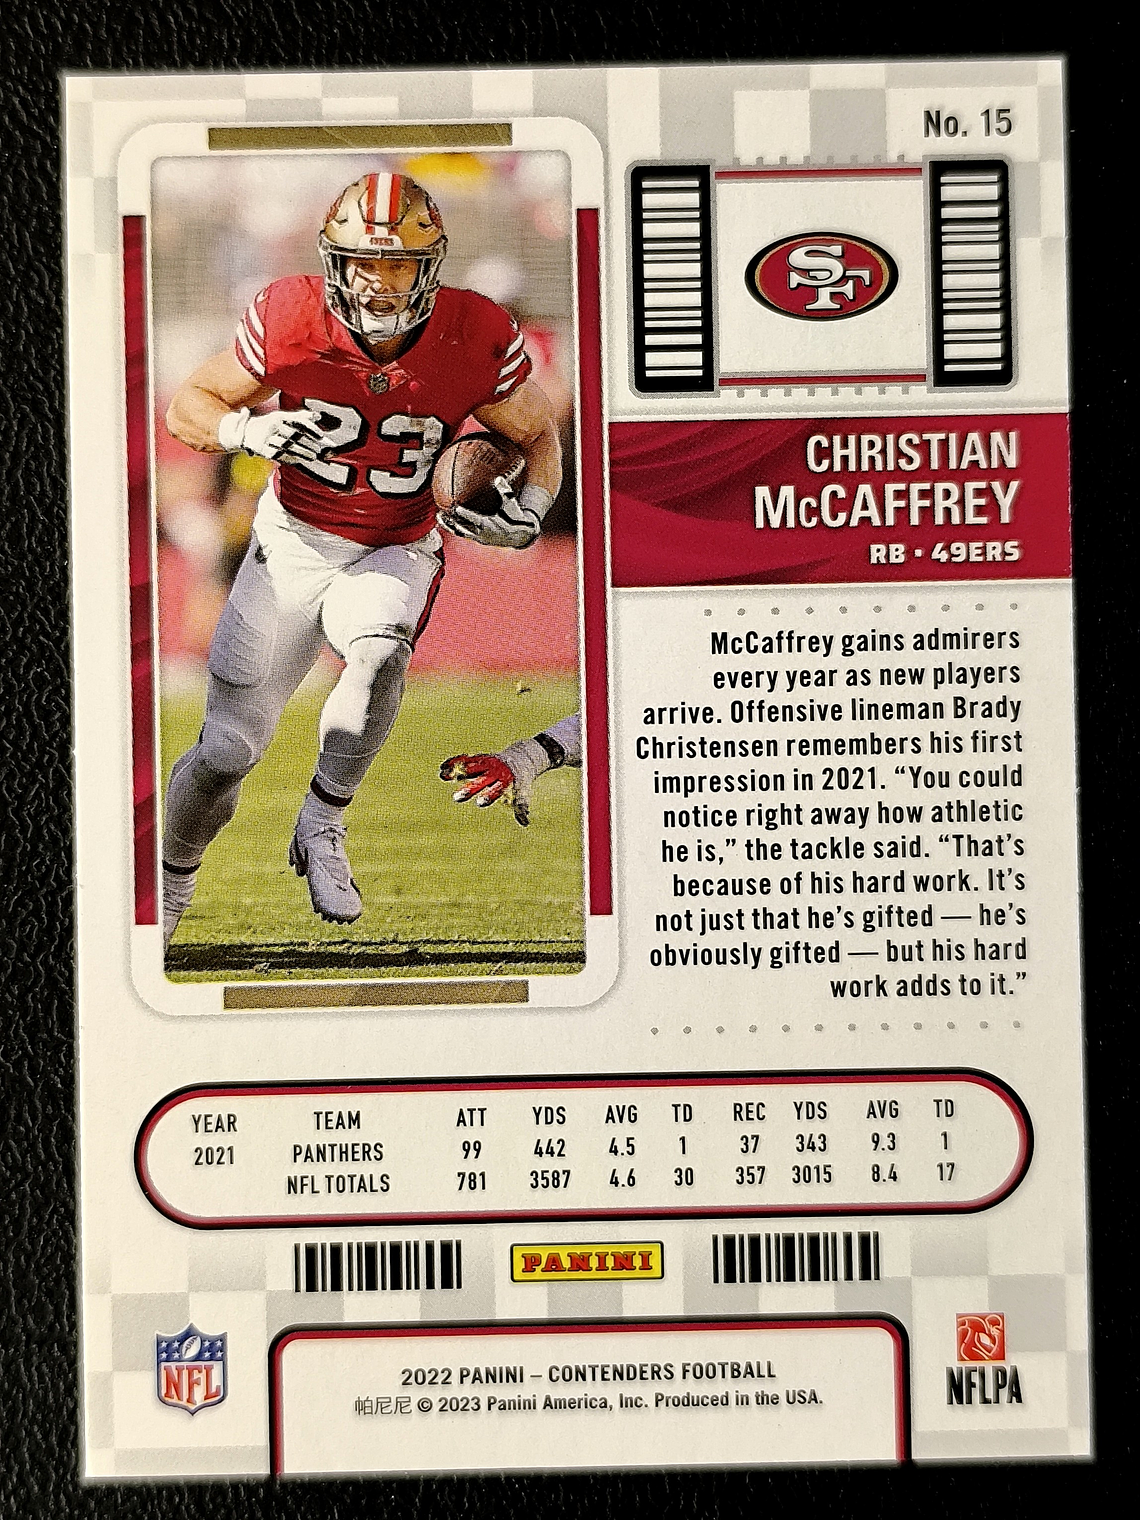 No. 15
49ERS
SF
23
CHRISTIAN
McCAFFREY
RB • 49ERS
McCaffrey gains admirers
every year as new players
arrive. Offensive lineman Brady
Christensen remembers his first
impression in 2021. “You could
notice right away how athletic
he is,” the tackle said. “That’s
because of his hard work. It’s
not just that he’s gifted — he’s
obviously gifted — but his hard
work adds to it.”
YEAR TEAM ATT YDS AVG TD REC YDS AVG TD
2021 PANTHERS 99 442 4.5 1 37 343 9.3 1
NFL TOTALS 781 3587 4.6 30 357 3015 8.4 17
PANINI
NFL
2022 PANINI – CONTENDERS FOOTBALL
帕尼尼 © 2023 Panini America, Inc. Produced in the USA.
NFLPA